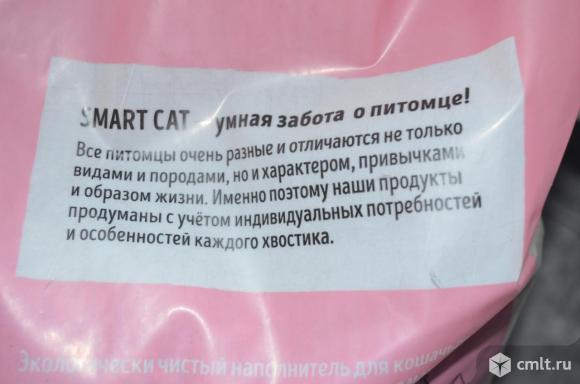 SMART CAT - умная забота о питомце!
Все питомцы очень разные и отличаются не только
видами и породами, но и характером, привычками
и образом жизни. Именно поэтому наши продукты
продуманы с учётом индивидуальных потребностей
и особенностей каждого хвостика.
Экологически чистый наполнитель для
cmlt.ru